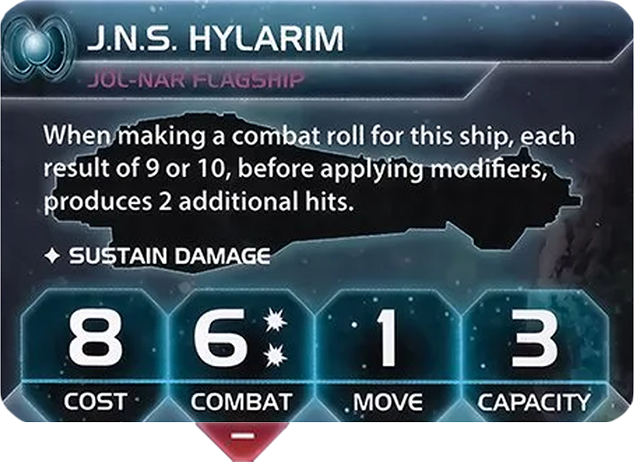 J.N.S. HYLARIM
JOL-NAR FLAGSHIP
When making a combat roll for this ship, each
result of 9 or 10, before applying modifiers,
produces 2 additional hits.
SUSTAIN DAMAGE
8 6 1 3
COST COMBAT MOVE CAPACITY